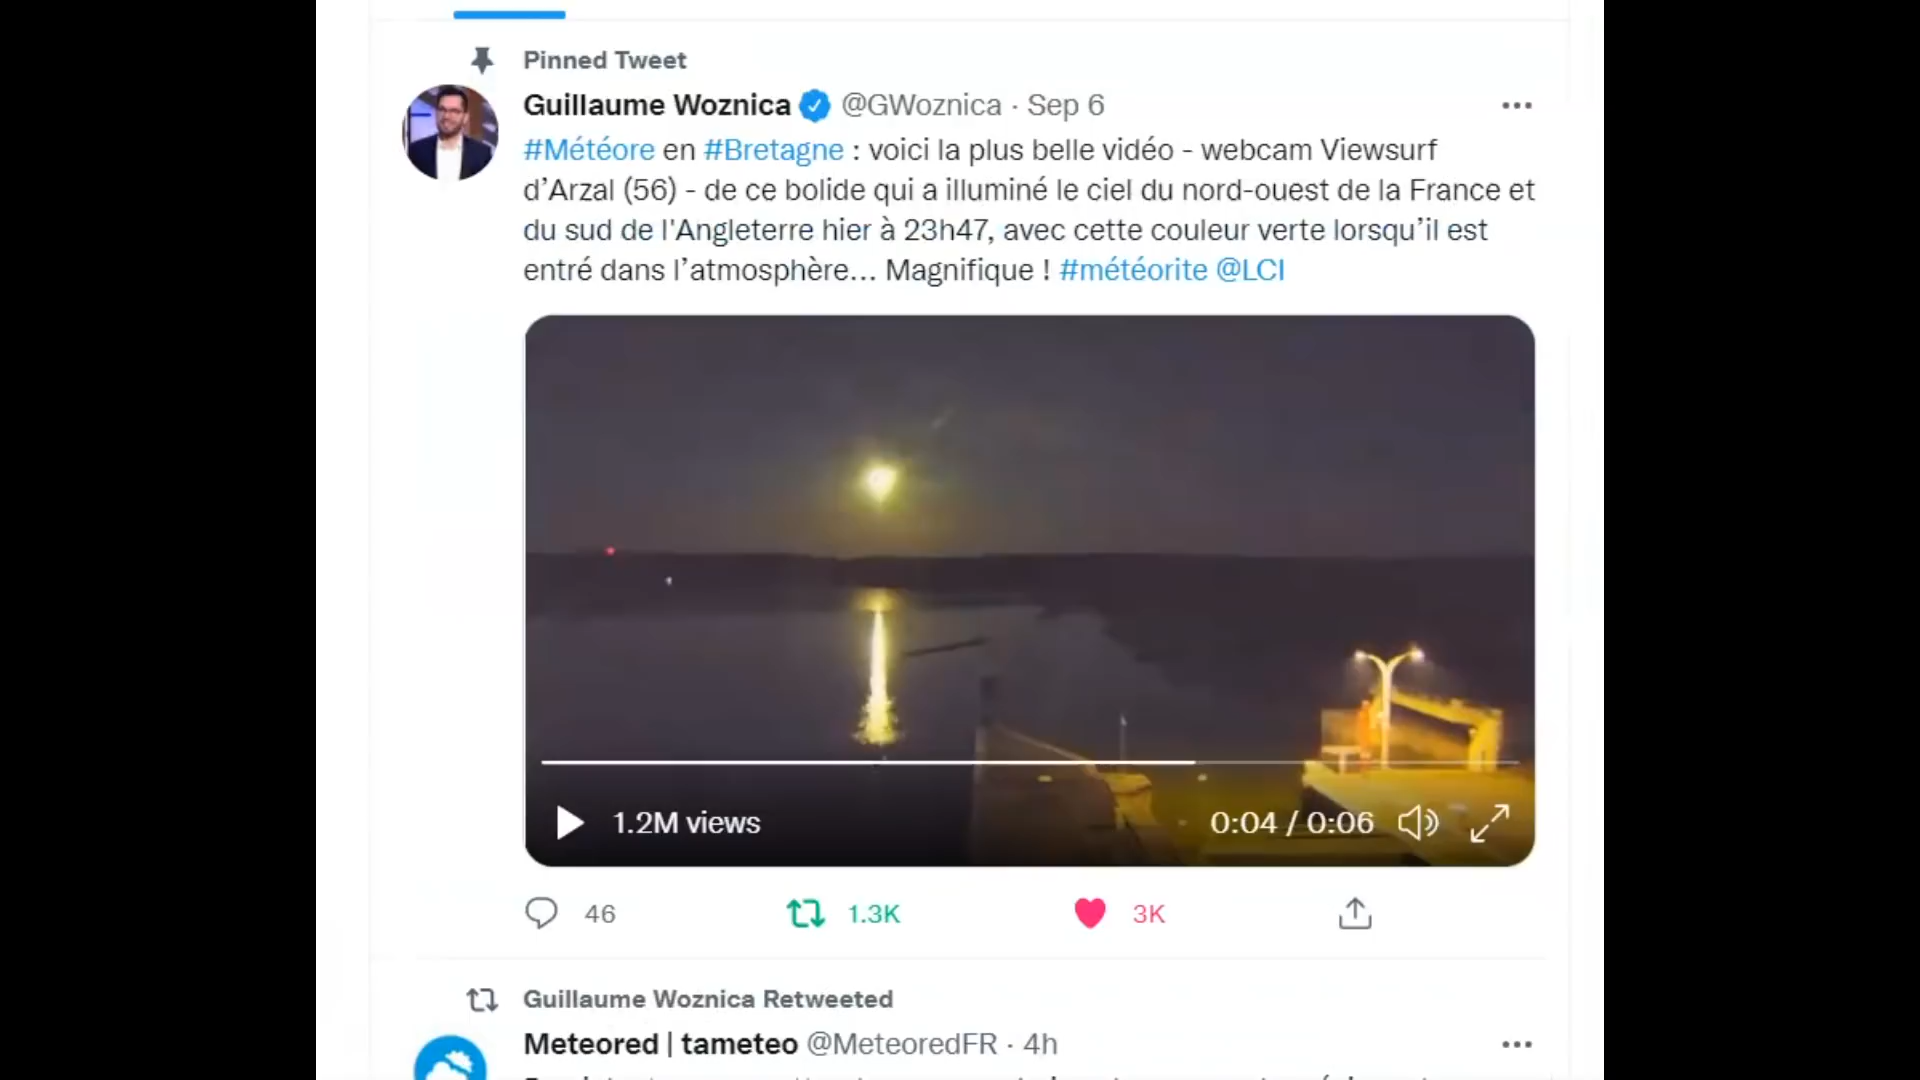 Pinned Tweet
Guillaume Woznica @GWoznica · Sep 6
#Météore en #Bretagne : voici la plus belle vidéo - webcam Viewsurf
d’Arzal (56) - de ce bolide qui a illuminé le ciel du nord-ouest de la France et
du sud de l'Angleterre hier à 23h47, avec cette couleur verte lorsqu’il est
entré dans l’atmosphère... Magnifique ! #météorite @LCI
1.2M views
0:04 / 0:06
46
1.3K
3K
Guillaume Woznica Retweeted
Meteored | tameteo @MeteoredFR · 4h